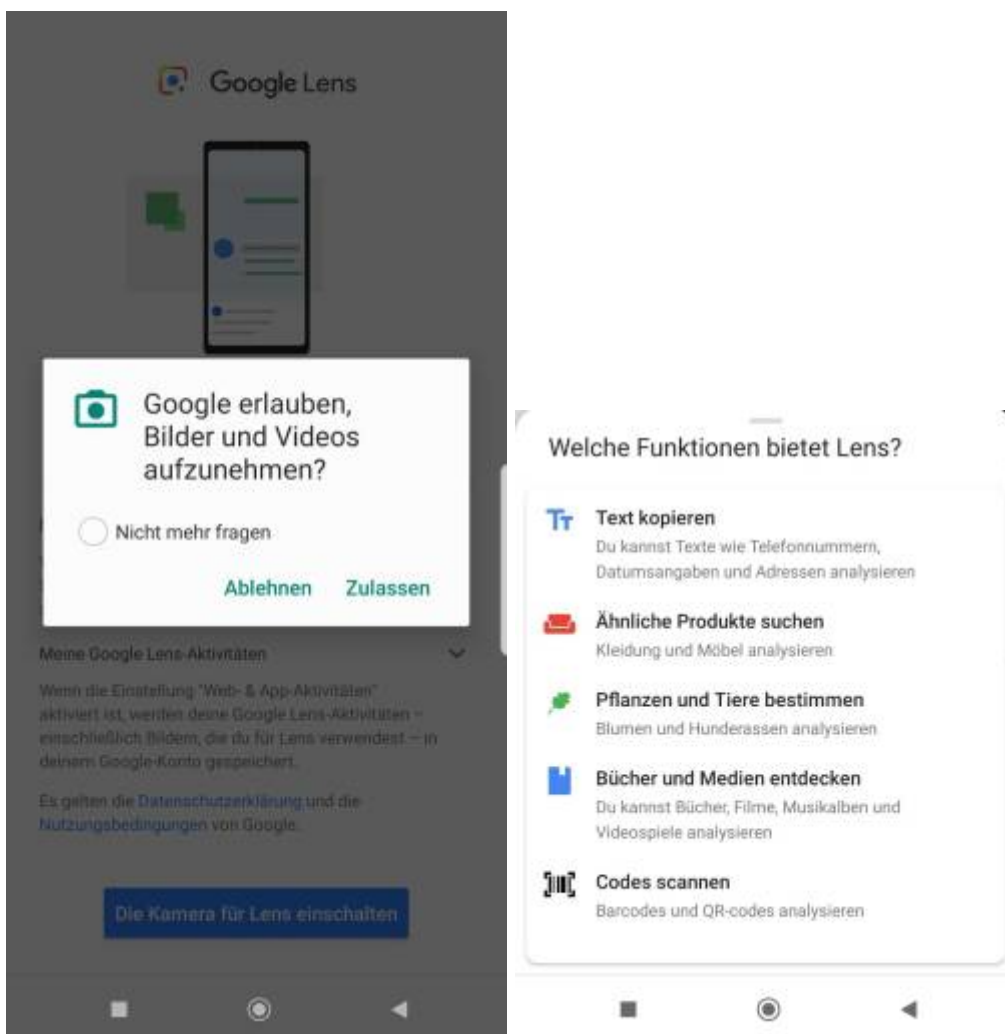 Google Lens
Google erlauben,
Bilder und Videos
aufzunehmen?
Nicht mehr fragen
Ablehnen Zulassen
Meine Google Lens-Aktivitäten
Wenn die Einstellung "Web- & App-Aktivitäten"
aktiviert ist, werden deine Google Lens-Aktivitäten –
einschließlich Bildern, die du für Lens verwendest – in
deinem Google-Konto gespeichert.
Es gelten die Datenschutzerklärung und die
Nutzungsbedingungen von Google.
Die Kamera für Lens einschalten
Welche Funktionen bietet Lens?
Text kopieren
Du kannst Texte wie Telefonnummern,
Datumsangaben und Adressen analysieren
Ähnliche Produkte suchen
Kleidung und Möbel analysieren
Pflanzen und Tiere bestimmen
Blumen und Hunderassen analysieren
Bücher und Medien entdecken
Du kannst Bücher, Filme, Musikalben und
Videospiele analysieren
Codes scannen
Barcodes und QR-codes analysieren